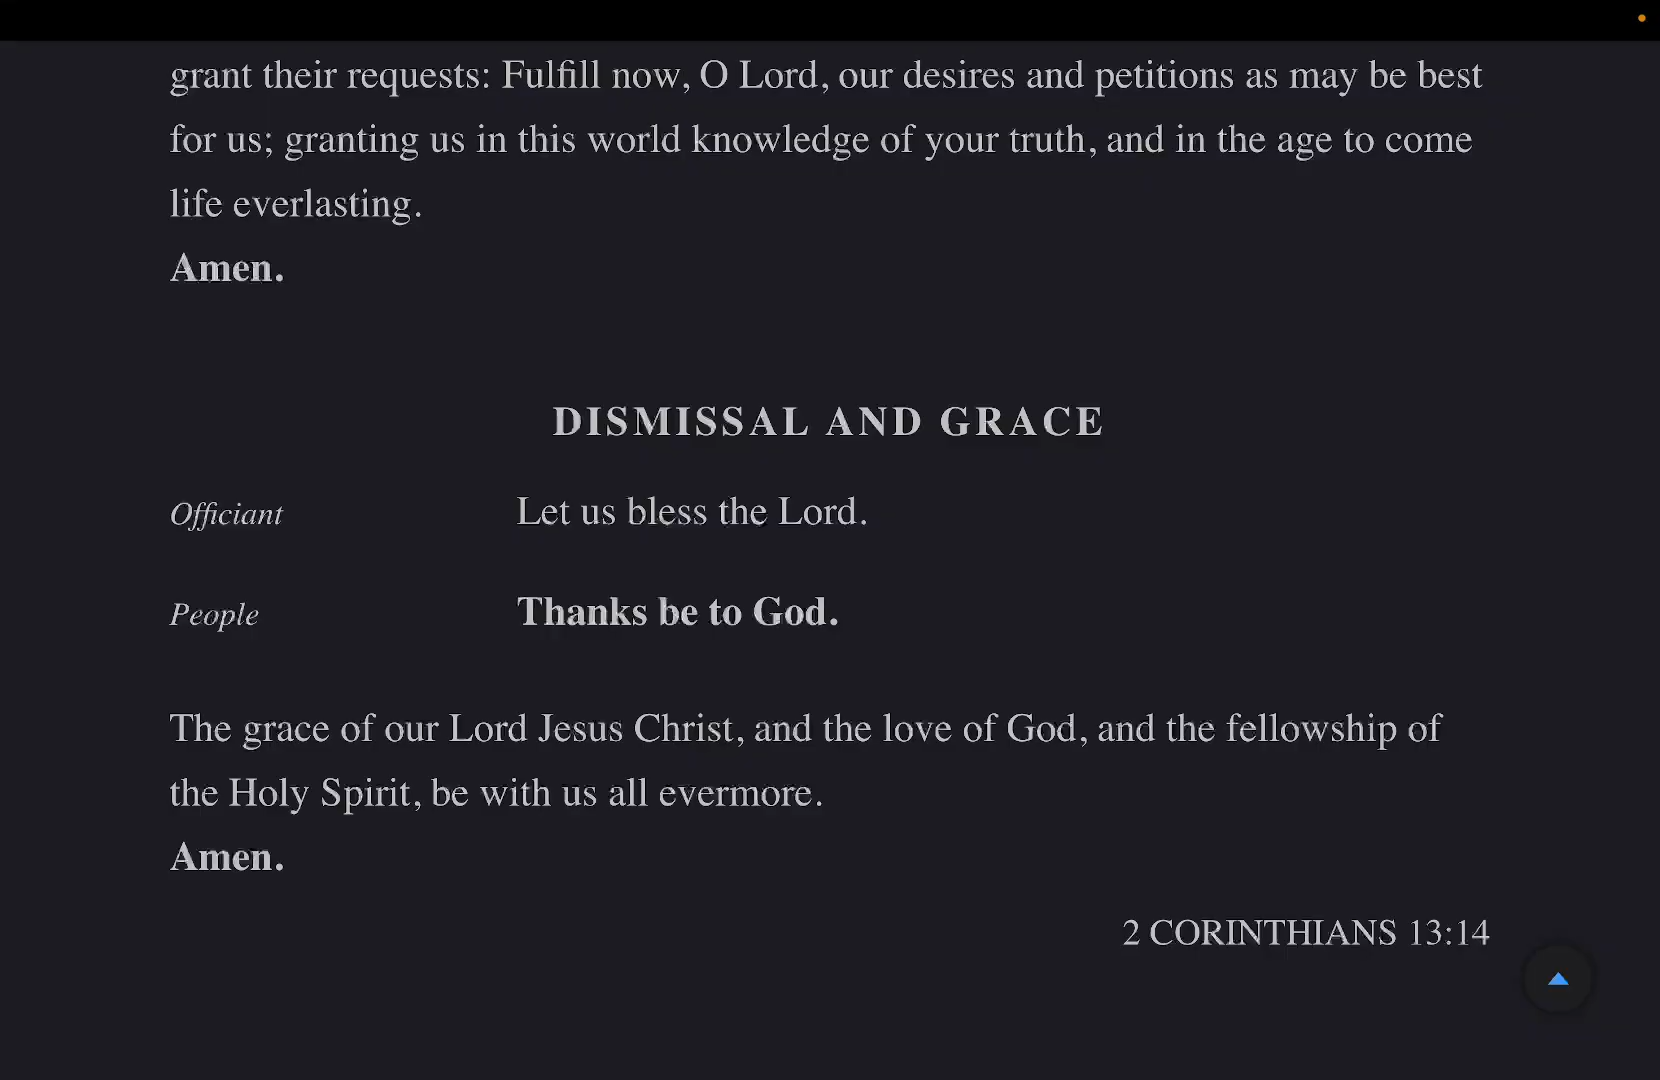 grant their requests: Fulfill now, O Lord, our desires and petitions as may be best
for us; granting us in this world knowledge of your truth, and in the age to come
life everlasting.
Amen.
DISMISSAL AND GRACE
Officiant Let us bless the Lord.
People Thanks be to God.
The grace of our Lord Jesus Christ, and the love of God, and the fellowship of
the Holy Spirit, be with us all evermore.
Amen.
2 CORINTHIANS 13:14